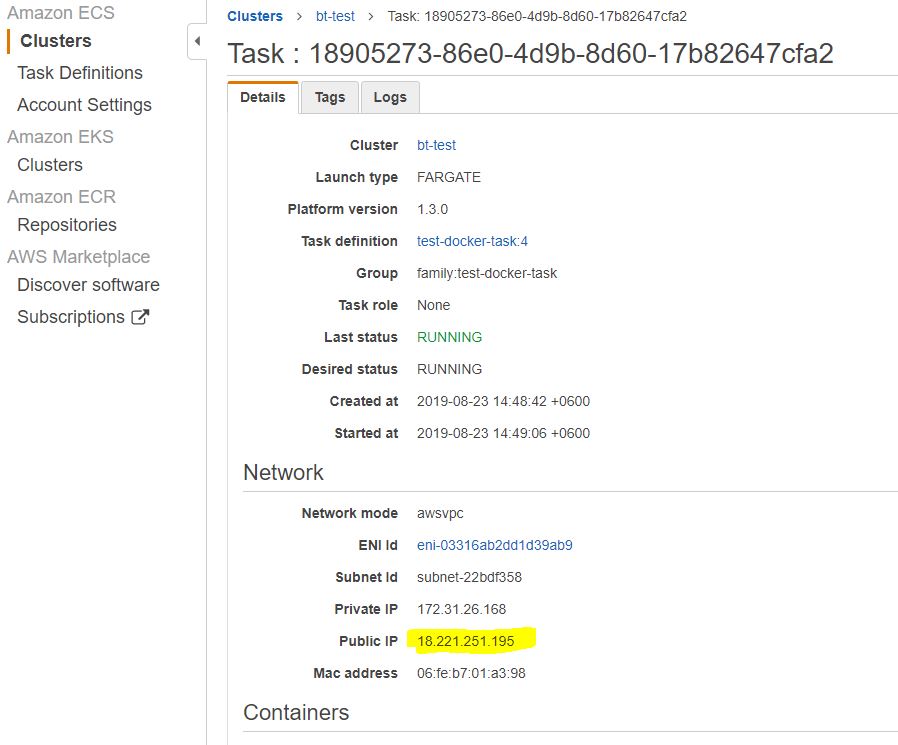 Amazon ECS
Clusters
Task Definitions
Account Settings
Amazon EKS
Clusters
Amazon ECR
Repositories
AWS Marketplace
Discover software
Subscriptions
Clusters > bt-test > Task: 18905273-86e0-4d9b-8d60-17b82647cfa2
Task : 18905273-86e0-4d9b-8d60-17b82647cfa2
Details Tags Logs
Cluster bt-test
Launch type FARGATE
Platform version 1.3.0
Task definition test-docker-task:4
Group family:test-docker-task
Task role None
Last status RUNNING
Desired status RUNNING
Created at 2019-08-23 14:48:42 +0600
Started at 2019-08-23 14:49:06 +0600
Network
Network mode awsvpc
ENI Id eni-03316ab2dd1d39ab9
Subnet Id subnet-22bdf358
Private IP 172.31.26.168
Public IP 18.221.251.195
Mac address 06:fe:b7:01:a3:98
Containers